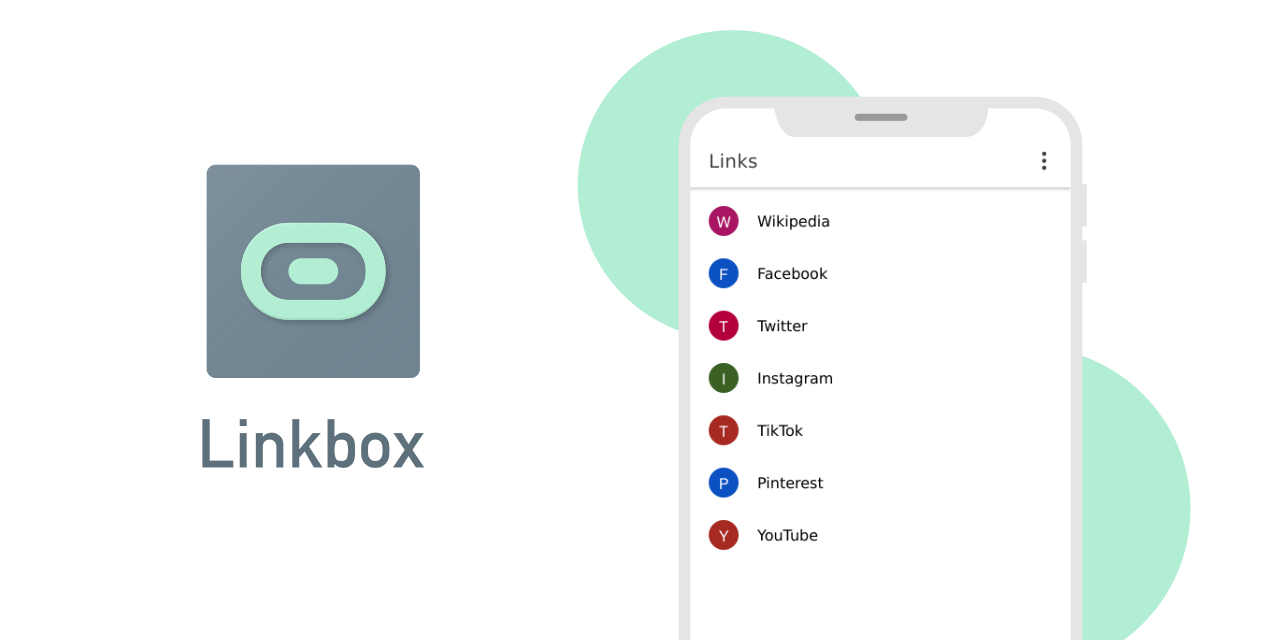 Linkbox
Links
W Wikipedia
F Facebook
T Twitter
I Instagram
T TikTok
P Pinterest
Y YouTube